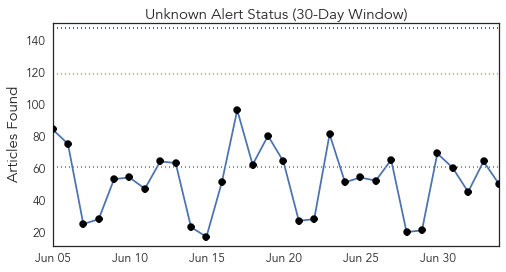 Unknown Alert Status (30-Day Window)
Articles Found
140
120
100
80
60
40
20
Jun 05
Jun 10
Jun 15
Jun 20
Jun 25
Jun 30